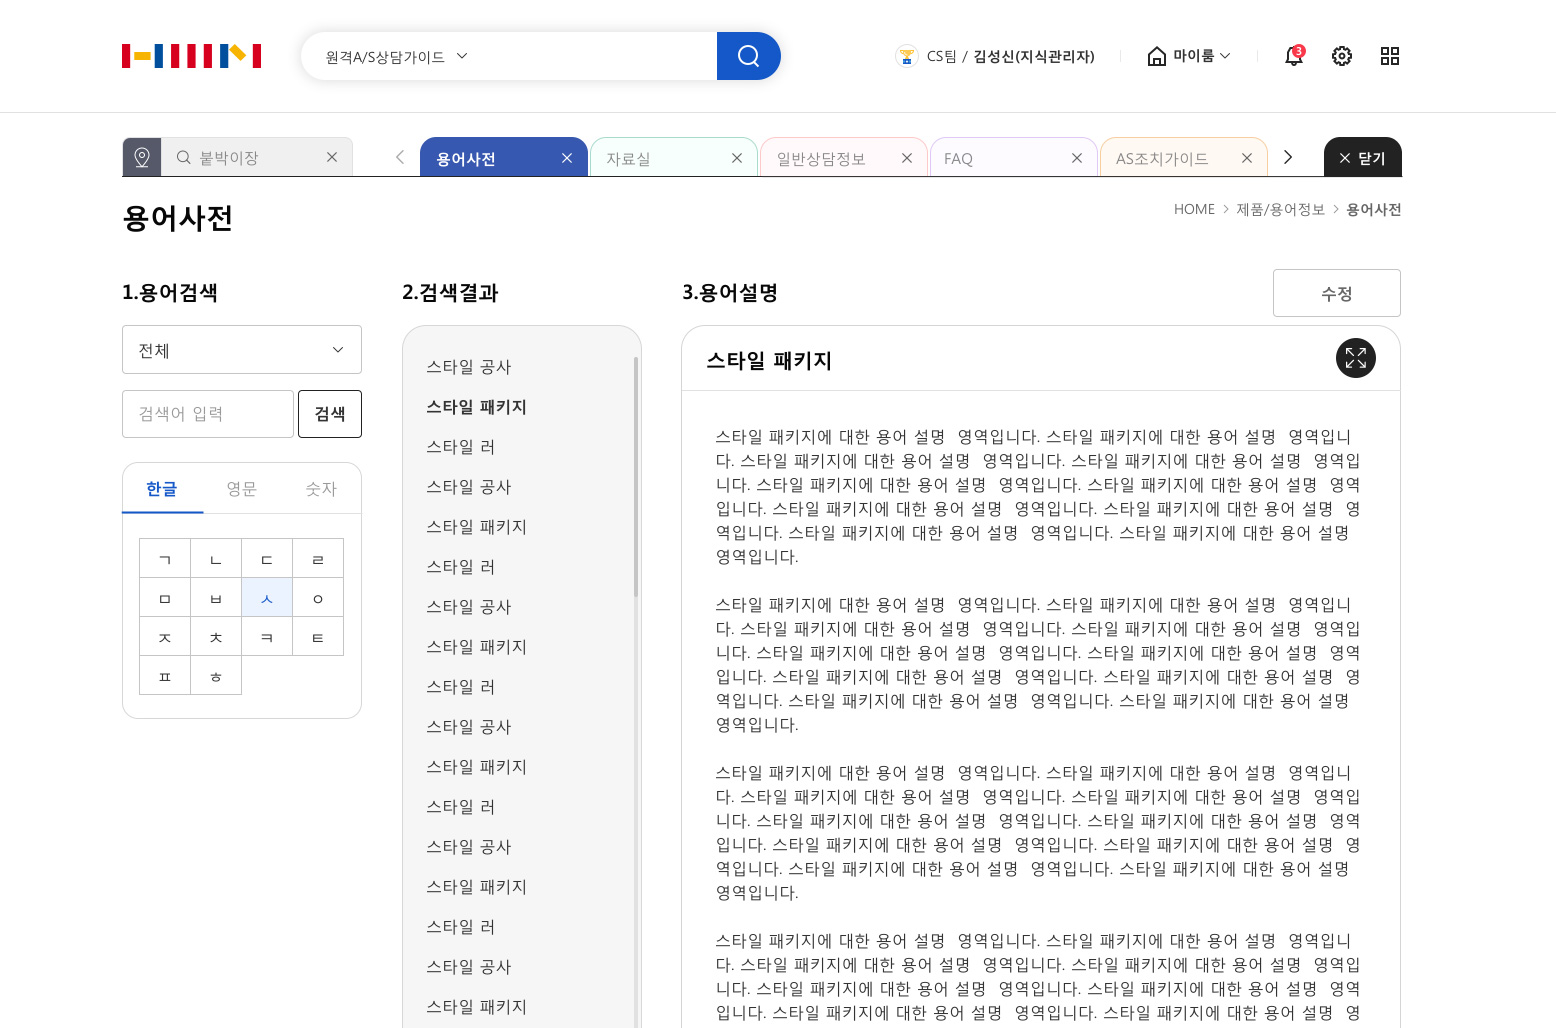 원격A/S상담가이드
CS팀 / 김성신(지식관리자)
마이룸
3
붙박이장
용어사전
자료실
일반상담정보
FAQ
AS조치가이드
닫기
용어사전
HOME > 제품/용어정보 > 용어사전
1.용어검색
전체
검색어 입력
검색
한글 영문 숫자
ㄱ ㄴ ㄷ ㄹ
ㅁ ㅂ ㅅ ㅇ
ㅈ ㅊ ㅋ ㅌ
ㅍ ㅎ
2.검색결과
스타일 공사
스타일 패키지
스타일 러
스타일 공사
스타일 패키지
스타일 러
스타일 공사
스타일 패키지
스타일 러
스타일 공사
스타일 패키지
스타일 러
스타일 공사
스타일 패키지
스타일 러
스타일 공사
스타일 패키지
3.용어설명
수정
스타일 패키지
스타일 패키지에 대한 용어 설명  영역입니다. 스타일 패키지에 대한 용어 설명  영역입니
다. 스타일 패키지에 대한 용어 설명  영역입니다. 스타일 패키지에 대한 용어 설명  영역입
니다. 스타일 패키지에 대한 용어 설명  영역입니다. 스타일 패키지에 대한 용어 설명  영역
입니다. 스타일 패키지에 대한 용어 설명  영역입니다. 스타일 패키지에 대한 용어 설명  영
역입니다. 스타일 패키지에 대한 용어 설명  영역입니다. 스타일 패키지에 대한 용어 설명
영역입니다.
스타일 패키지에 대한 용어 설명  영역입니다. 스타일 패키지에 대한 용어 설명  영역입니
다. 스타일 패키지에 대한 용어 설명  영역입니다. 스타일 패키지에 대한 용어 설명  영역입
니다. 스타일 패키지에 대한 용어 설명  영역입니다. 스타일 패키지에 대한 용어 설명  영역
입니다. 스타일 패키지에 대한 용어 설명  영역입니다. 스타일 패키지에 대한 용어 설명  영
역입니다. 스타일 패키지에 대한 용어 설명  영역입니다. 스타일 패키지에 대한 용어 설명
영역입니다.
스타일 패키지에 대한 용어 설명  영역입니다. 스타일 패키지에 대한 용어 설명  영역입니
다. 스타일 패키지에 대한 용어 설명  영역입니다. 스타일 패키지에 대한 용어 설명  영역입
니다. 스타일 패키지에 대한 용어 설명  영역입니다. 스타일 패키지에 대한 용어 설명  영역
입니다. 스타일 패키지에 대한 용어 설명  영역입니다. 스타일 패키지에 대한 용어 설명  영
역입니다. 스타일 패키지에 대한 용어 설명  영역입니다. 스타일 패키지에 대한 용어 설명
영역입니다.
스타일 패키지에 대한 용어 설명  영역입니다. 스타일 패키지에 대한 용어 설명  영역입니
다. 스타일 패키지에 대한 용어 설명  영역입니다. 스타일 패키지에 대한 용어 설명  영역입
니다. 스타일 패키지에 대한 용어 설명  영역입니다. 스타일 패키지에 대한 용어 설명  영역
입니다. 스타일 패키지에 대한 용어 설명  영역입니다. 스타일 패키지에 대한 용어 설명  영